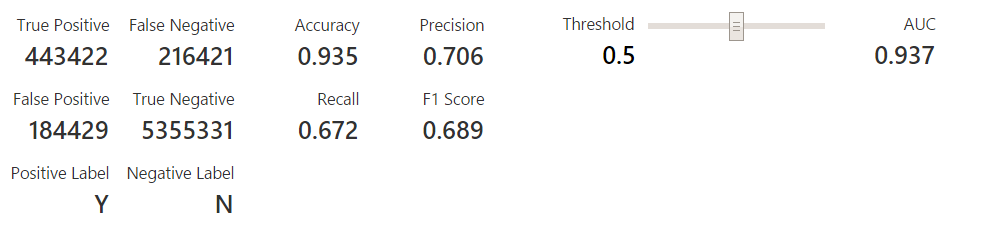 True Positive False Negative Accuracy Precision Threshold AUC
443422 216421 0.935 0.706 0.5 0.937
False Positive True Negative Recall F1 Score
184429 5355331 0.672 0.689
Positive Label Negative Label
Y N